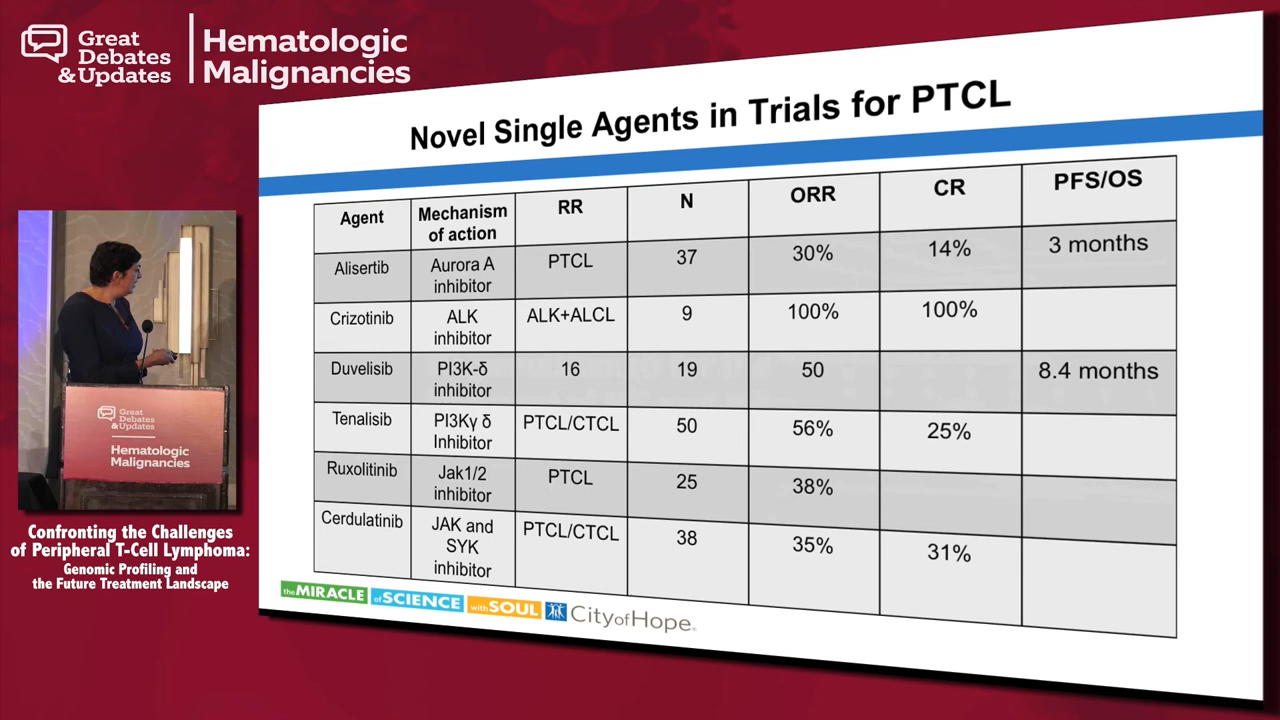 Great
Debates
&Updates
Hematologic
Malignancies
Novel Single Agents in Trials for PTCL
Agent
Mechanism
of action
RR
N
ORR
CR
PFS/OS
Alisertib
Aurora A
inhibitor
PTCL
37
30%
14%
3 months
Crizotinib
ALK
inhibitor
ALK+ALCL
9
100%
100%
Duvelisib
PI3K-δ
inhibitor
16
19
50
8.4 months
Tenalisib
PI3Kγ δ
Inhibitor
PTCL/CTCL
50
56%
25%
Ruxolitinib
Jak1/2
inhibitor
PTCL
25
38%
Cerdulatinib
JAK and
SYK
inhibitor
PTCL/CTCL
38
35%
31%
the MIRACLE of SCIENCE with SOUL CityofHope®
Great
Debates
& Updates
Hematologic
Malignancies
Confronting the Challenges
of Peripheral T-Cell Lymphoma:
Genomic Profiling and
the Future Treatment Landscape